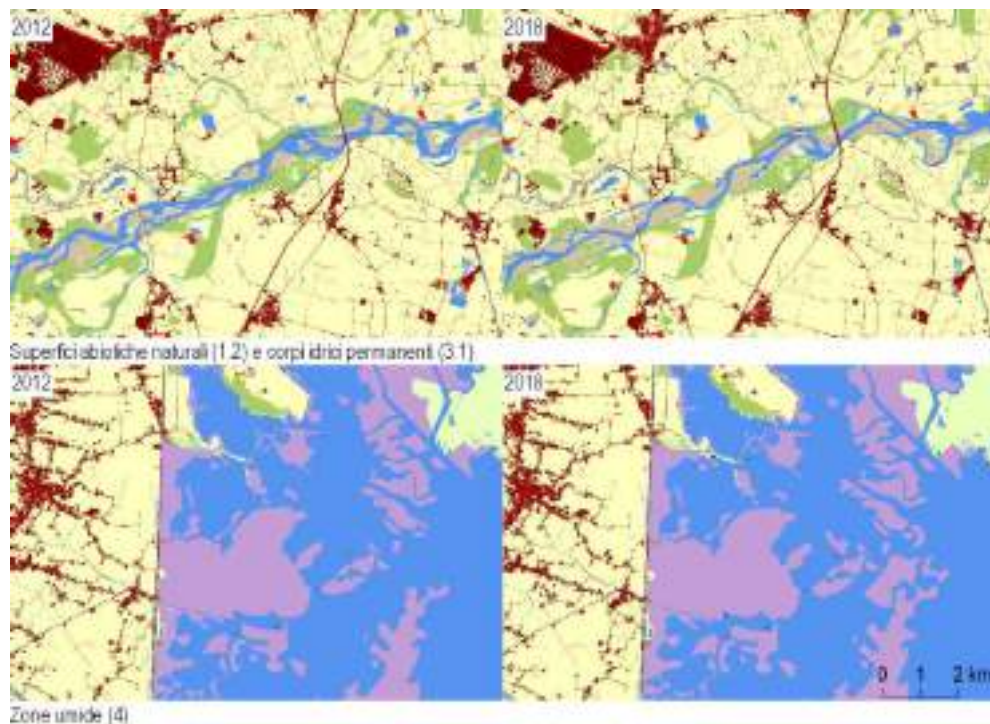 2012 2018
Superfici abiotiche naturali (1.2) e corpi idrici permanenti (3.1)
2012 2018
0 1 2 km
Zone umide (4)